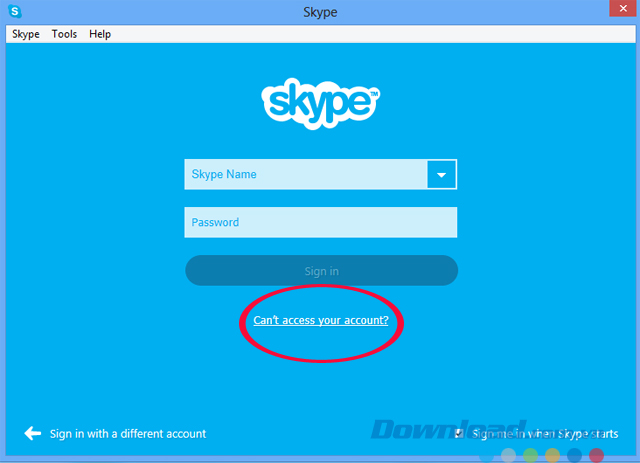 Skype
Skype Tools Help
skype™
Skype Name
Password
Sign in
Can't access your account?
Sign in with a different account
Download
Sign me in when Skype starts